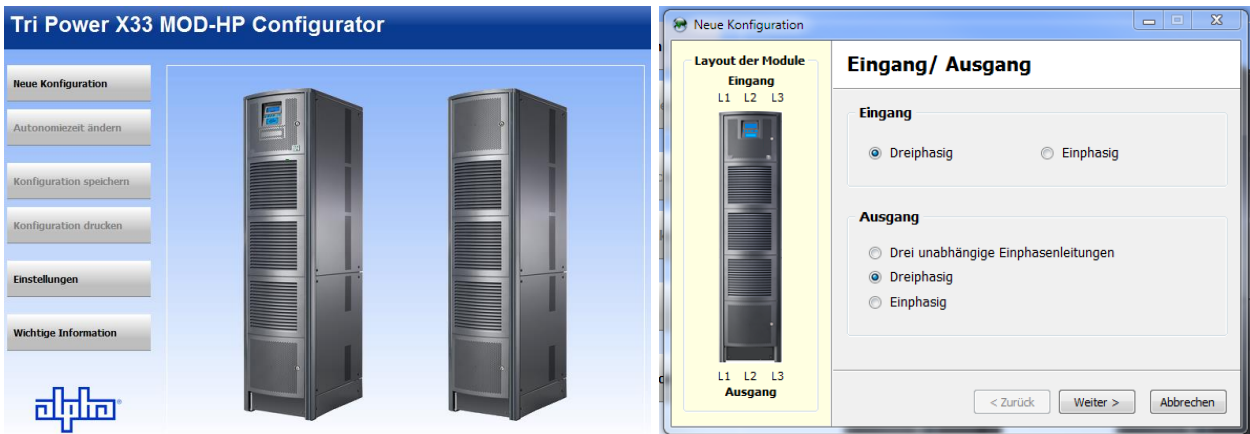 Tri Power X33 MOD-HP Configurator
Neue Konfiguration
Autonomiezeit ändern
Konfiguration speichern
Konfiguration drucken
Einstellungen
Wichtige Information
alpha
Neue Konfiguration
Layout der Module
Eingang
L1 L2 L3
L1 L2 L3
Ausgang
Eingang/ Ausgang
Eingang
Dreiphasig Einphasig
Ausgang
Drei unabhängige Einphasenleitungen
Dreiphasig
Einphasig
< Zurück Weiter > Abbrechen